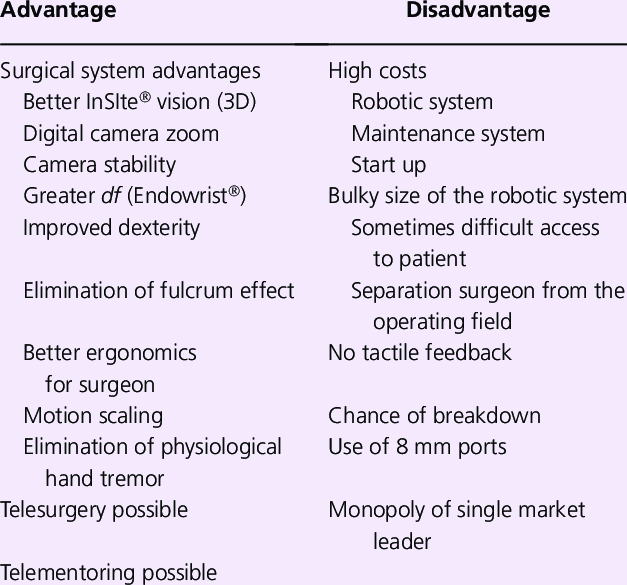 Advantage Disadvantage
Surgical system advantages High costs
Better InSIte® vision (3D) Robotic system
Digital camera zoom Maintenance system
Camera stability Start up
Greater df (Endowrist®) Bulky size of the robotic system
Improved dexterity Sometimes difficult access
to patient
Elimination of fulcrum effect Separation surgeon from the
operating field
Better ergonomics No tactile feedback
for surgeon
Motion scaling Chance of breakdown
Elimination of physiological Use of 8 mm ports
hand tremor
Telesurgery possible Monopoly of single market
leader
Telementoring possible